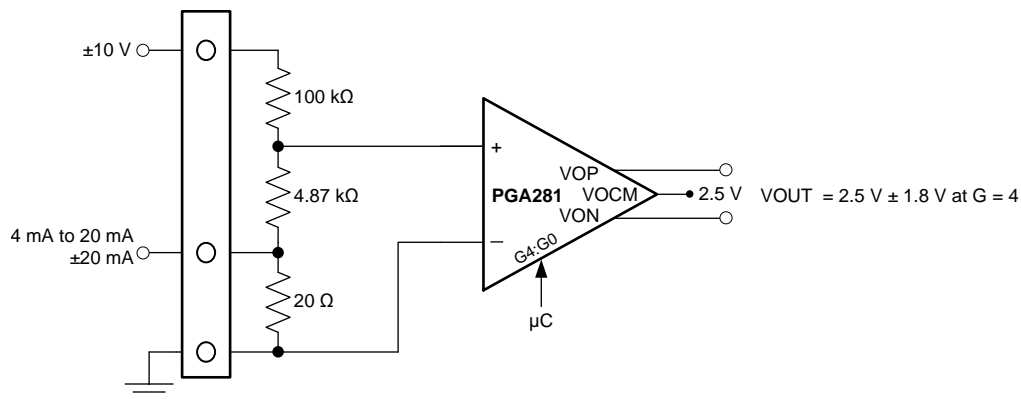 ±10 V
100 kΩ
+
VOP
PGA281
VOCM
2.5 V
VOUT = 2.5 V ± 1.8 V at G = 4
4.87 kΩ
VON
4 mA to 20 mA
±20 mA
–
G4:G0
20 Ω
µC